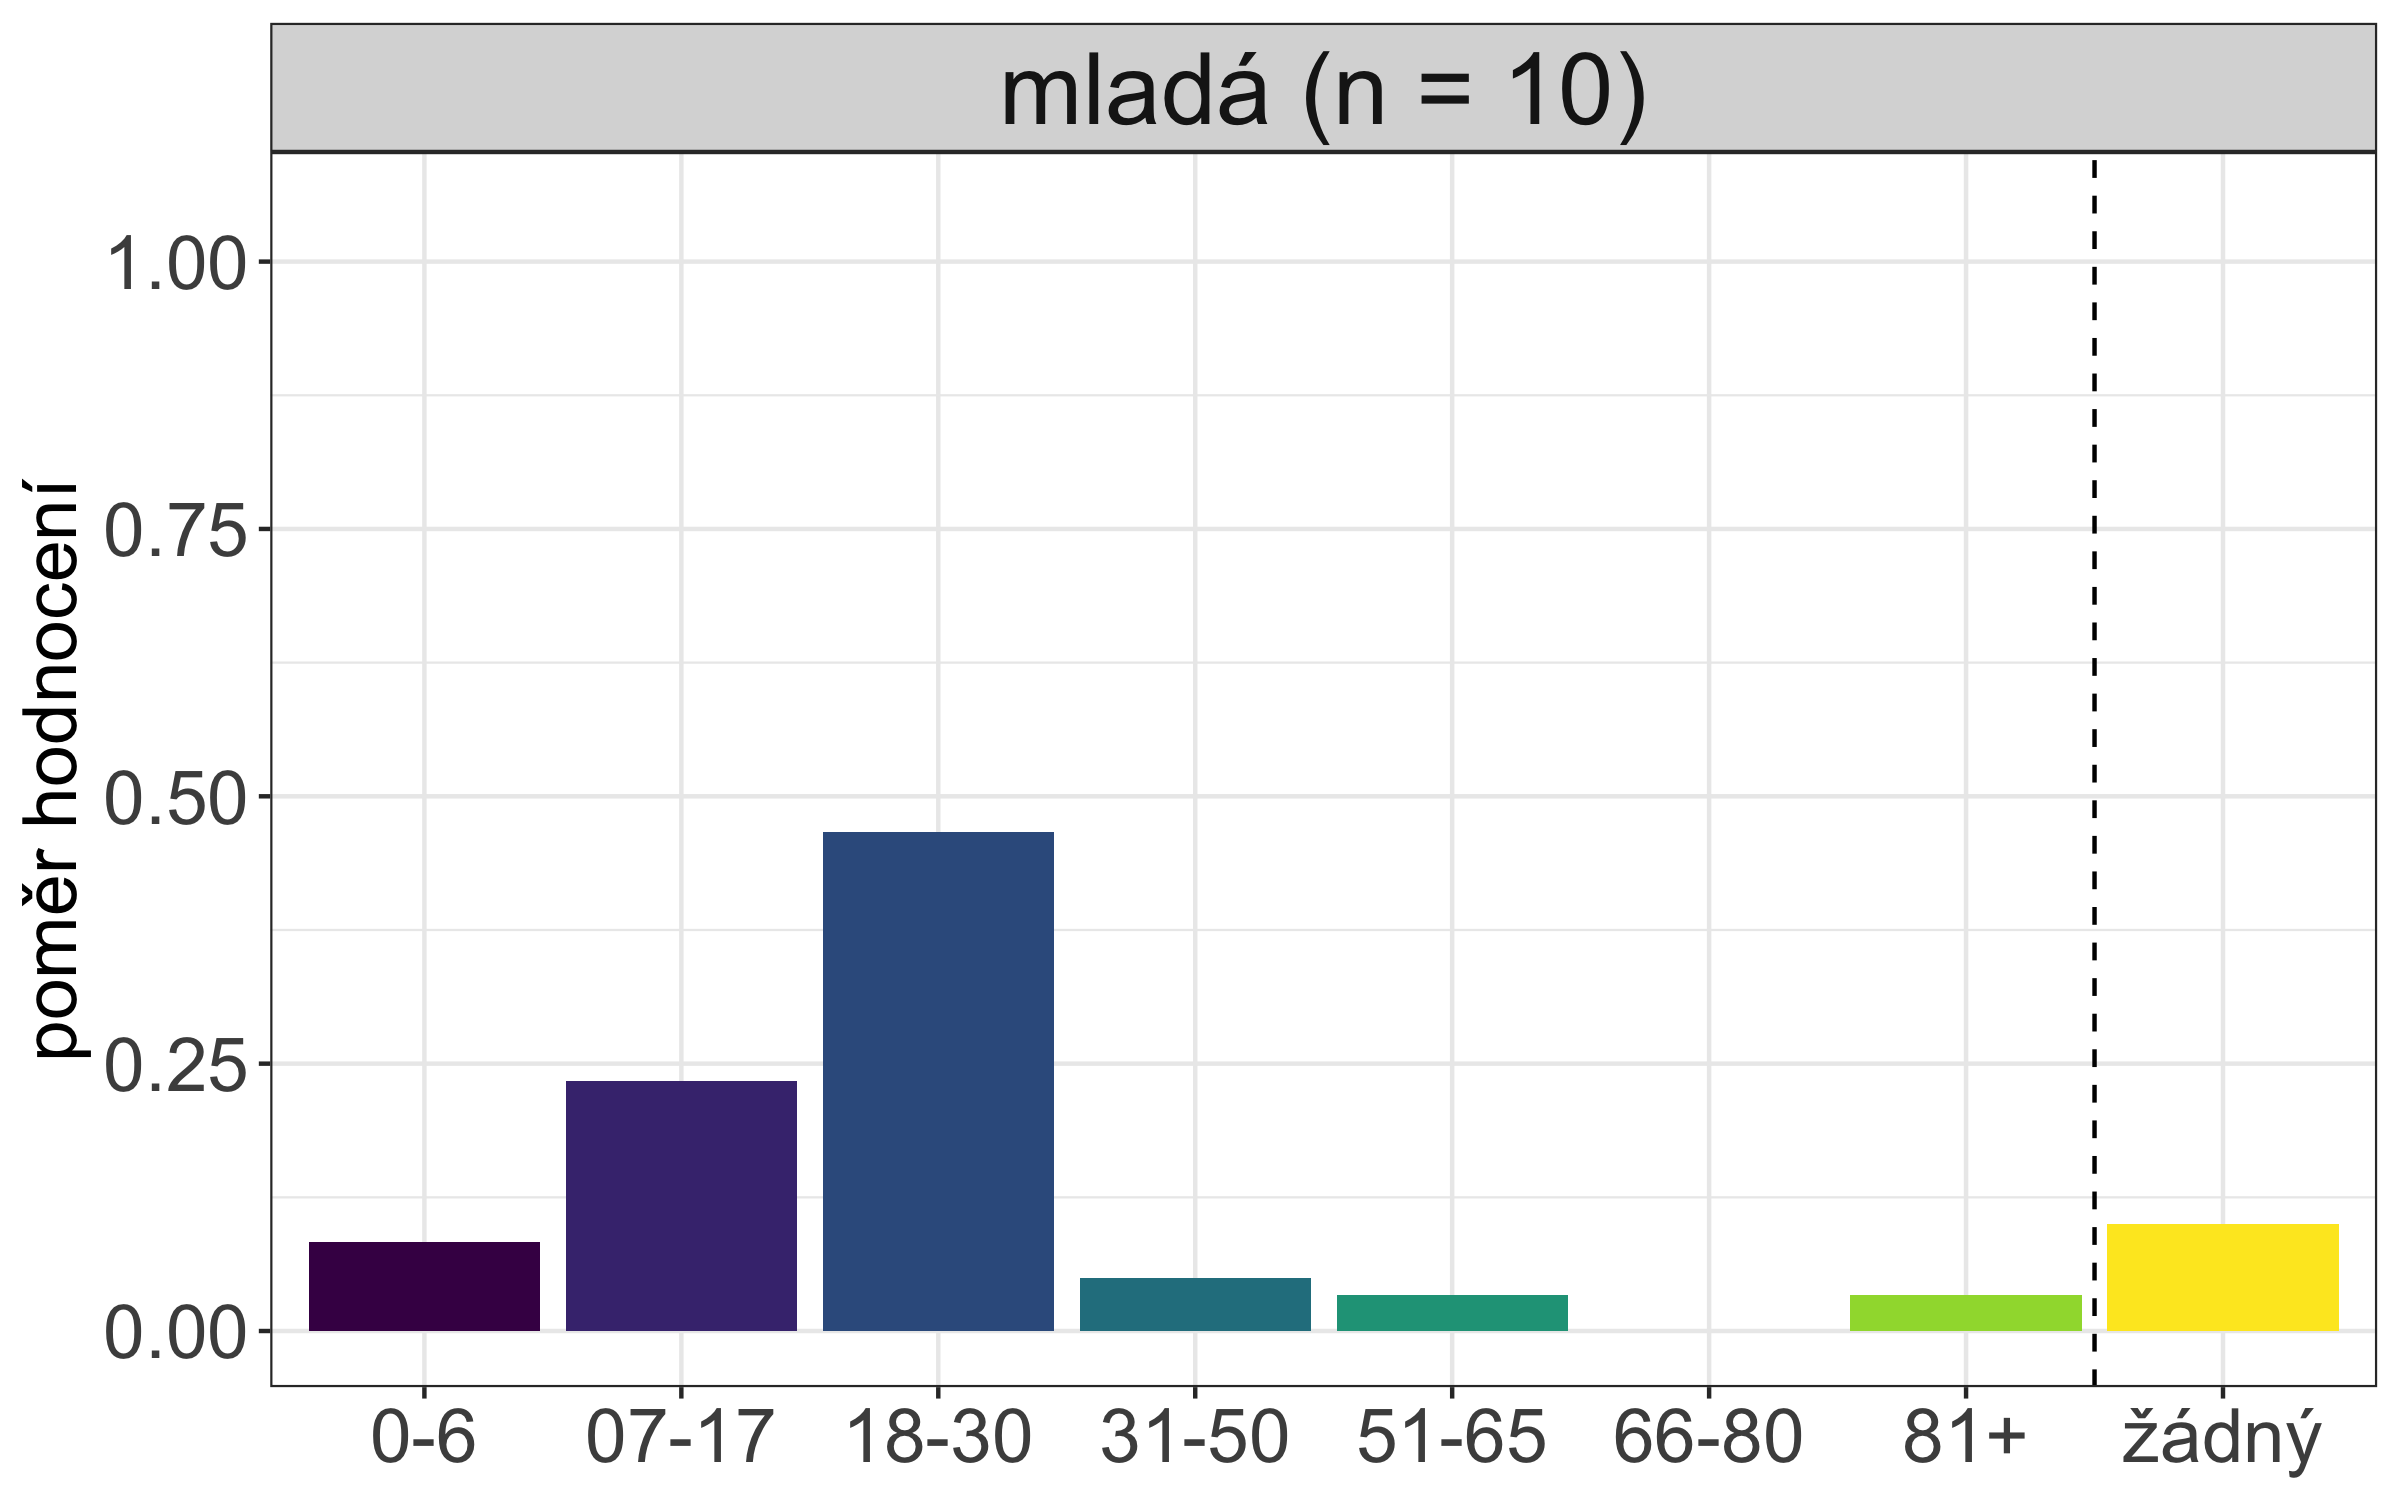 mladá (n = 10)
poměr hodnocení
1.00
0.75
0.50
0.25
0.00
0-6 07-17 18-30 31-50 51-65 66-80 81+ žádný